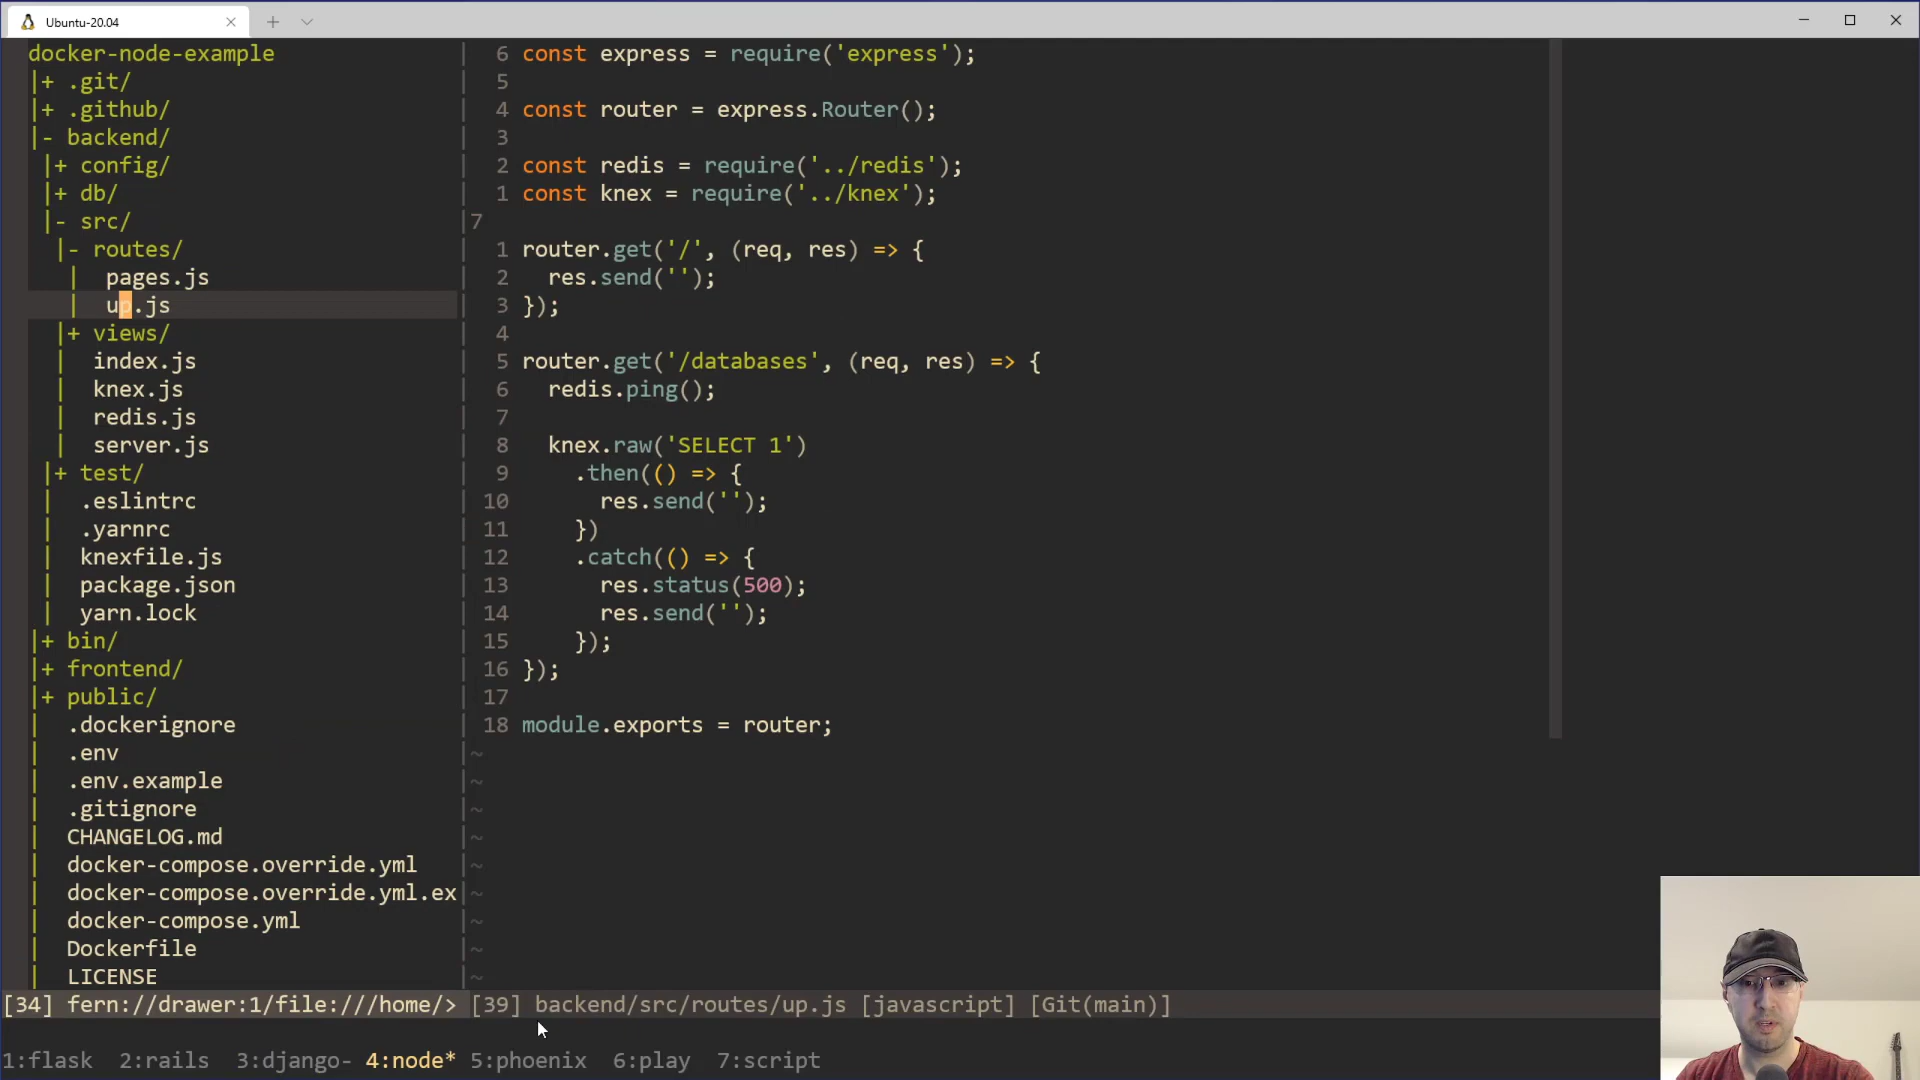 Ubuntu-20.04
docker-node-example
|+ .git/
|+ .github/
|- backend/
|+ config/
|+ db/
|- src/
|- routes/
| pages.js
| up.js
|+ views/
| index.js
| knex.js
| redis.js
| server.js
|+ test/
| .eslintrc
| .yarnrc
| knexfile.js
| package.json
| yarn.lock
|+ bin/
|+ frontend/
|+ public/
| .dockerignore
| .env
| .env.example
| .gitignore
| CHANGELOG.md
| docker-compose.override.yml
| docker-compose.override.yml.ex
| docker-compose.yml
| Dockerfile
| LICENSE
6 const express = require('express');
5
4 const router = express.Router();
3
2 const redis = require('../redis');
1 const knex = require('../knex');
7
1 router.get('/', (req, res) => {
2   res.send('');
3 });
4
5 router.get('/databases', (req, res) => {
6   redis.ping();
7
8   knex.raw('SELECT 1')
9     .then(() => {
10       res.send('');
11     })
12     .catch(() => {
13       res.status(500);
14       res.send('');
15     });
16 });
17
18 module.exports = router;
~
~
~
~
~
~
~
~
~
[34] fern://drawer:1/file:///home/> [39] backend/src/routes/up.js [javascript] [Git(main)]
1:flask 2:rails 3:django- 4:node* 5:phoenix 6:play 7:script